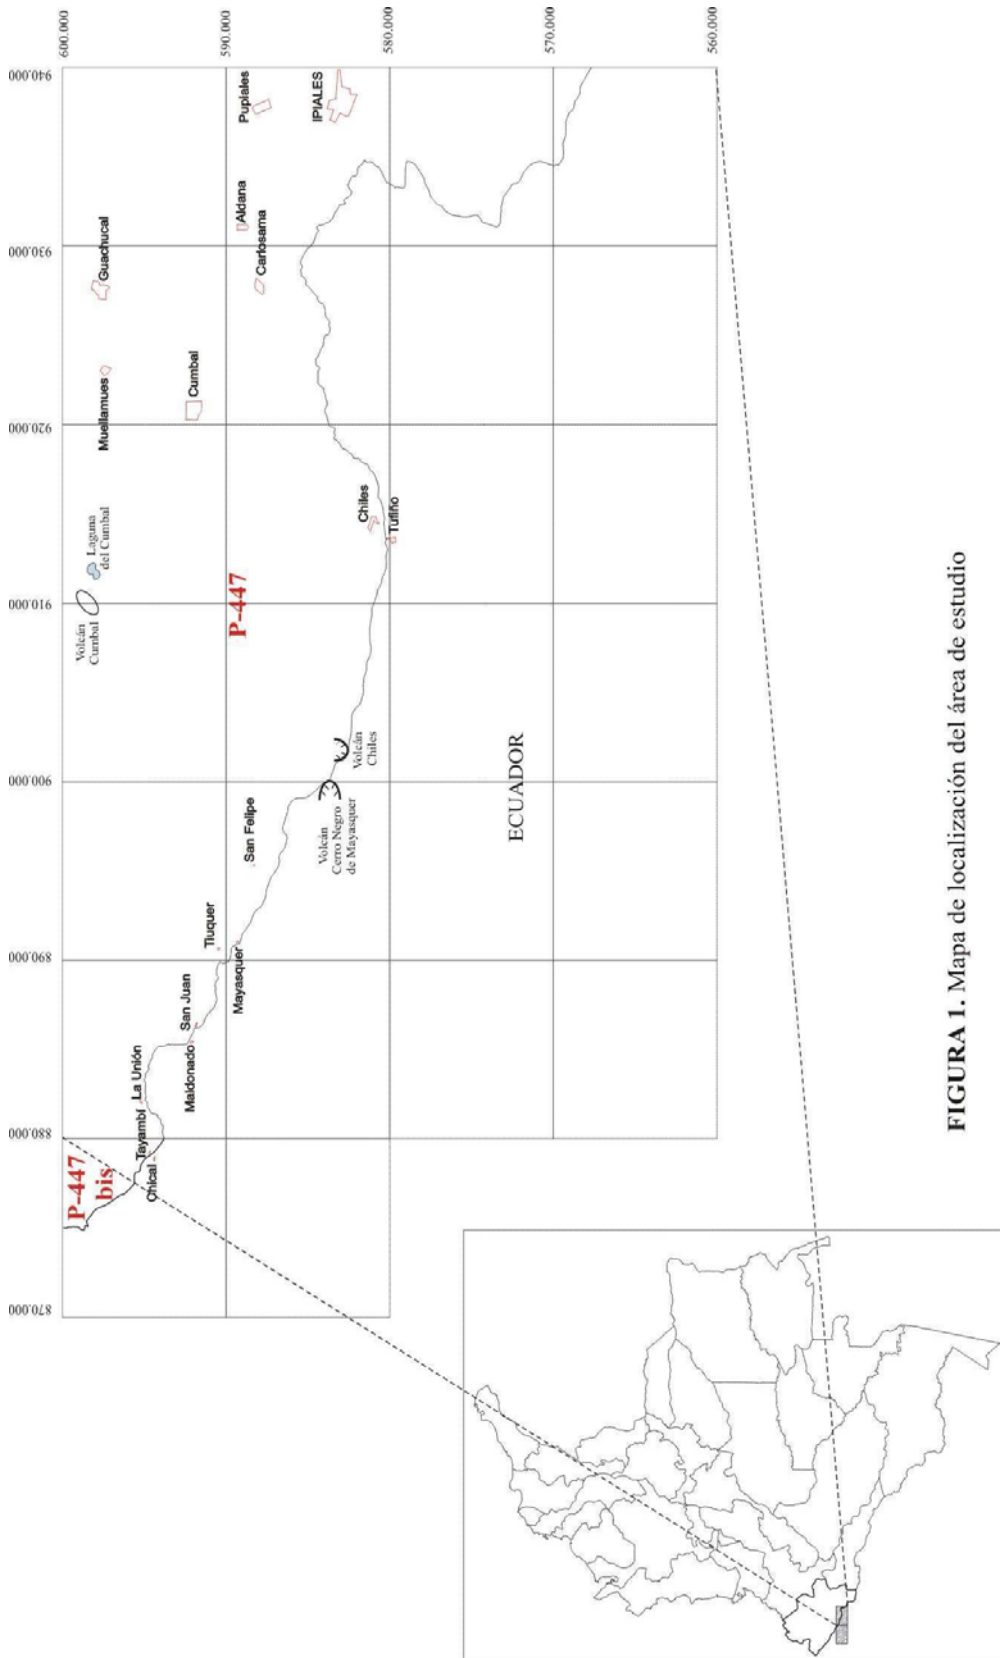 870.000
880.000
890.000
900.000
910.000
920.000
930.000
940.000
600.000
590.000
580.000
570.000
560.000
P-447
bis
Tayambí
La Unión
Chical
Maldonado
San Juan
Tiuquer
Mayasquer
San Felipe
Volcán
Cerro Negro
de Mayasquer
Volcán
Chiles
Volcán
Cumbal
Laguna
del Cumbal
P-447
Muellamues
Guachucal
Cumbal
Aldana
Carlosama
Pupiales
IPIALES
Chiles
Tufiño
ECUADOR
FIGURA 1. Mapa de localización del área de estudio